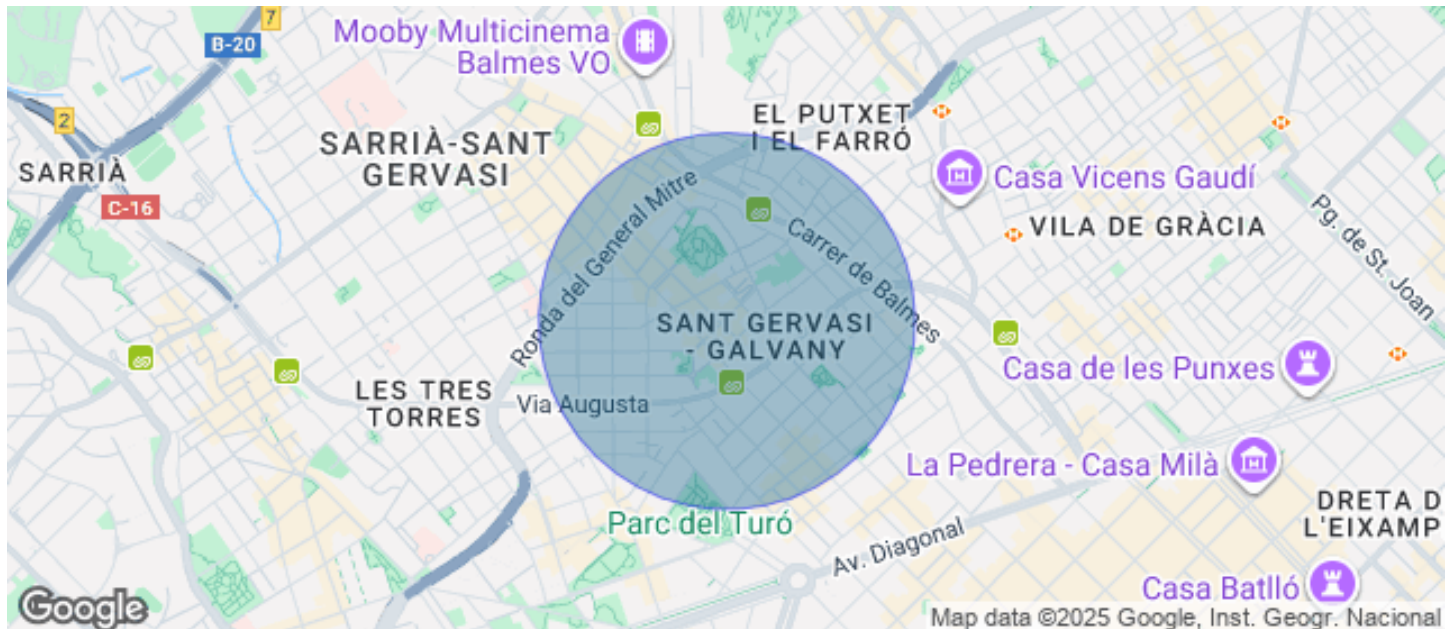 7
Mooby Multicinema
Balmes VO
B-20
2
EL PUTXET
I EL FARRÓ
SARRIÀ-SANT
GERVASI
SARRIÀ
C-16
Casa Vicens Gaudí
VILA DE GRÀCIA
Pg. de St. Joan
Ronda del General Mitre
Carrer de Balmes
SANT GERVASI
- GALVANY
Casa de les Punxes
LES TRES
TORRES
Via Augusta
La Pedrera - Casa Milà
DRETA D
L'EIXAMP
Parc del Turó
Av. Diagonal
Casa Batlló
Google
Map data ©2025 Google, Inst. Geogr. Nacional